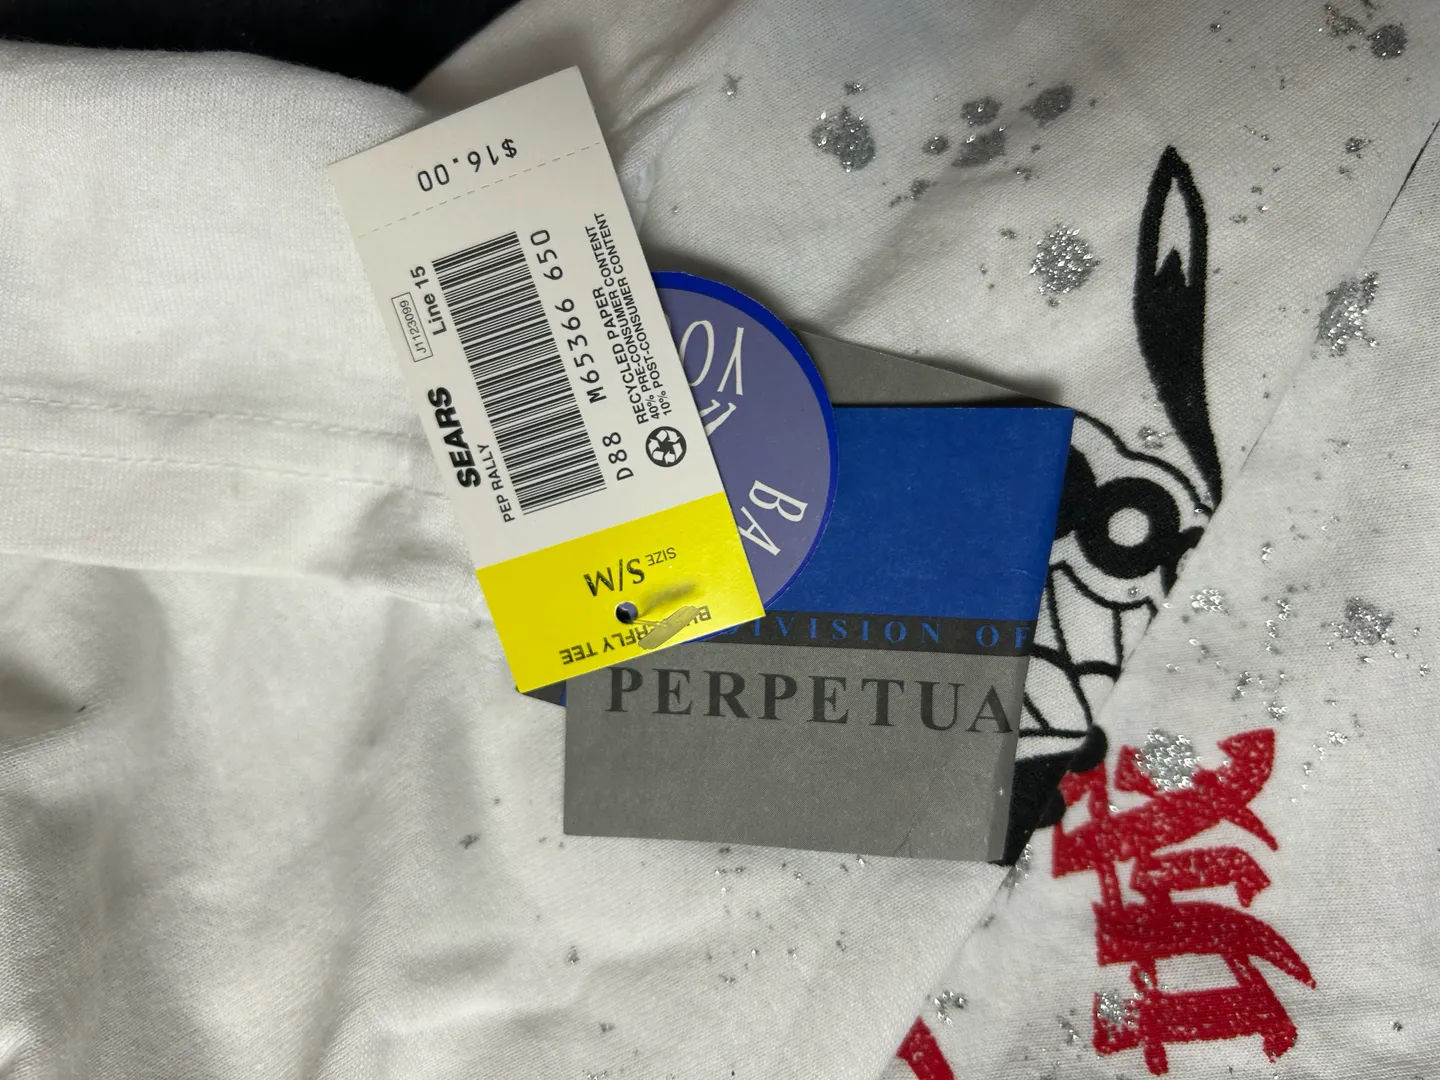 $16.00
J1123099
Line 15
SEARS
PEP RALLY
M65366 650
D88
RECYCLED PAPER CONTENT
40% PRE-CONSUMER CONTENT
10% POST-CONSUMER CONTENT
SIZE S/M
TEE
YO
BA
DIVISION OF
PERPETUA